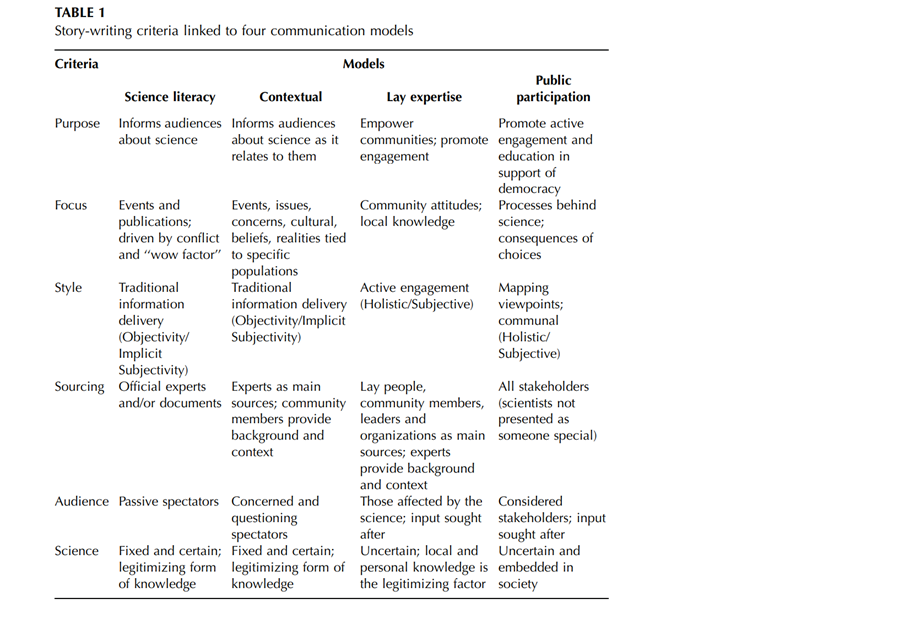 TABLE 1
Story-writing criteria linked to four communication models
Criteria Models
Science literacy Contextual Lay expertise Public participation
Purpose
Informs audiences
about science
Informs audiences
about science as it
relates to them
Empower
communities; promote
engagement
Promote active
engagement and
education in
support of
democracy
Focus
Events and
publications;
driven by conflict
and “wow factor”
Events, issues,
concerns, cultural,
beliefs, realities tied
to specific
populations
Community attitudes;
local knowledge
Processes behind
science;
consequences of
choices
Style
Traditional
information
delivery
(Objectivity/
Implicit
Subjectivity)
Traditional
information delivery
(Objectivity/Implicit
Subjectivity)
Active engagement
(Holistic/Subjective)
Mapping
viewpoints;
communal
(Holistic/
Subjective)
Sourcing
Official experts
and/or documents
Experts as main
sources; community
members provide
background and
context
Lay people,
community members,
leaders and
organizations as main
sources; experts
provide background
and context
All stakeholders
(scientists not
presented as
someone special)
Audience
Passive spectators
Concerned and
questioning
spectators
Those affected by the
science; input sought
after
Considered
stakeholders; input
sought after
Science
Fixed and certain;
legitimizing form
of knowledge
Fixed and certain;
legitimizing form of
knowledge
Uncertain; local and
personal knowledge is
the legitimizing factor
Uncertain and
embedded in
society